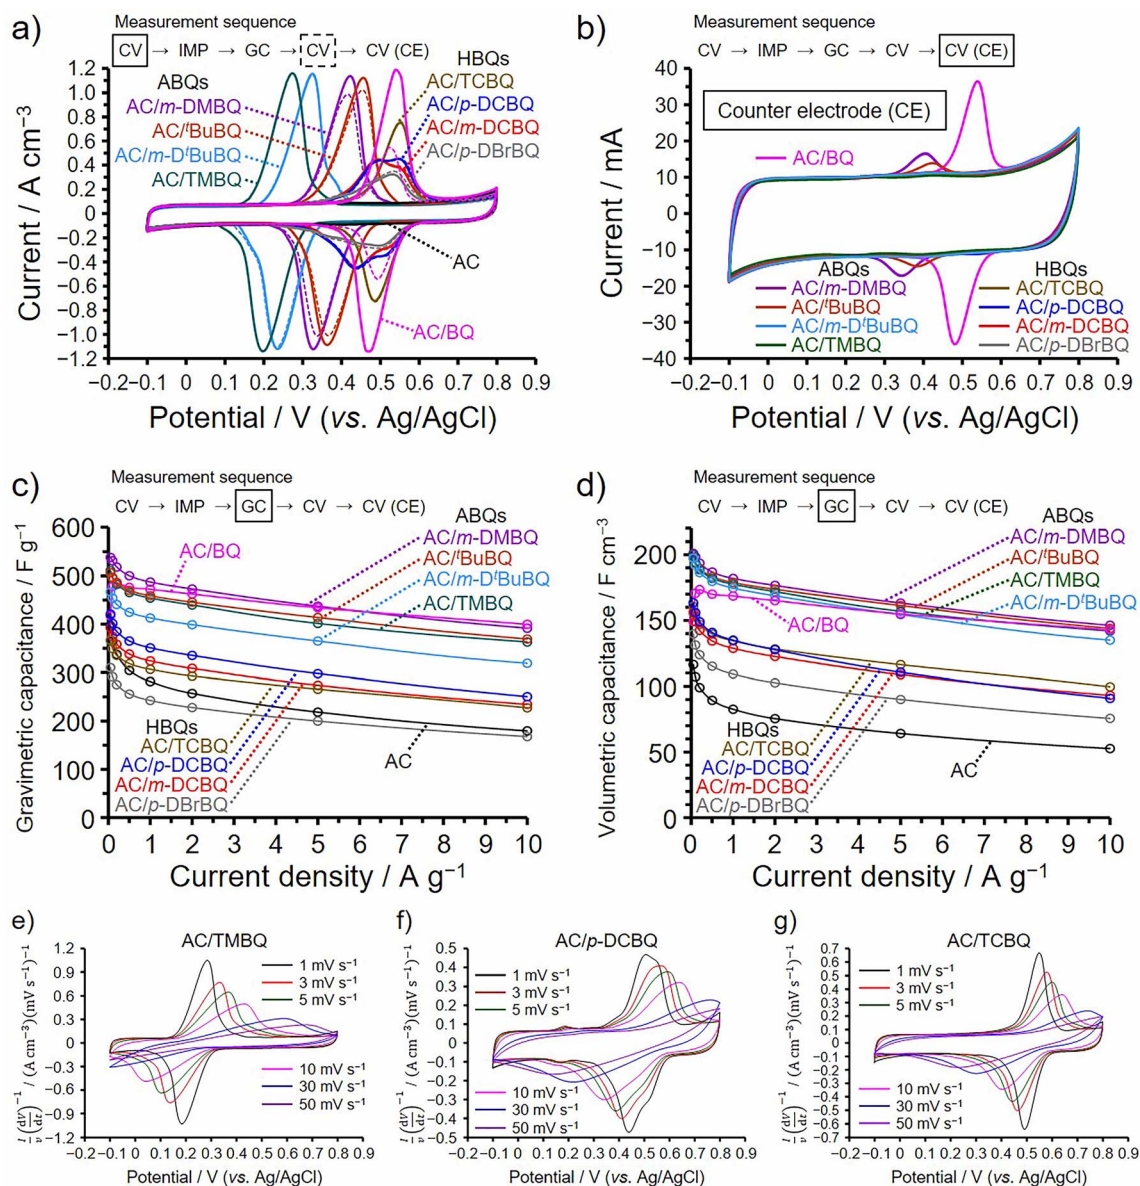 a)
Measurement sequence
CV → IMP → GC → CV → CV (CE)
ABQs
HBQs
AC/m-DMBQ
AC/TCBQ
AC/ᵗBuBQ
AC/p-DCBQ
AC/m-DᵗBuBQ
AC/m-DCBQ
AC/TMBQ
AC/p-DBrBQ
AC
AC/BQ
Current / A cm⁻³
1.2
1.0
0.8
0.6
0.4
0.2
0
−0.2
−0.4
−0.6
−0.8
−1.0
−1.2
−0.2 −0.1 0 0.1 0.2 0.3 0.4 0.5 0.6 0.7 0.8 0.9
Potential / V (vs. Ag/AgCl)
b)
Measurement sequence
CV → IMP → GC → CV → CV (CE)
Counter electrode (CE)
AC/BQ
ABQs
AC/m-DMBQ
AC/ᵗBuBQ
AC/m-DᵗBuBQ
AC/TMBQ
HBQs
AC/TCBQ
AC/p-DCBQ
AC/m-DCBQ
AC/p-DBrBQ
Current / mA
40
30
20
10
0
−10
−20
−30
−40
−0.2 −0.1 0 0.1 0.2 0.3 0.4 0.5 0.6 0.7 0.8 0.9
Potential / V (vs. Ag/AgCl)
c)
Measurement sequence
CV → IMP → GC → CV → CV (CE)
ABQs
AC/BQ
AC/m-DMBQ
AC/ᵗBuBQ
AC/m-DᵗBuBQ
AC/TMBQ
HBQs
AC/TCBQ
AC/p-DCBQ
AC/m-DCBQ
AC/p-DBrBQ
AC
Gravimetric capacitance / F g⁻¹
600
500
400
300
200
100
0
0 1 2 3 4 5 6 7 8 9 10
Current density / A g⁻¹
d)
Measurement sequence
CV → IMP → GC → CV → CV (CE)
ABQs
AC/m-DMBQ
AC/ᵗBuBQ
AC/TMBQ
AC/m-DᵗBuBQ
AC/BQ
HBQs
AC/TCBQ
AC/p-DCBQ
AC/m-DCBQ
AC/p-DBrBQ
AC
Volumetric capacitance / F cm⁻³
200
150
100
50
0
0 1 2 3 4 5 6 7 8 9 10
Current density / A g⁻¹
e)
AC/TMBQ
1 mV s⁻¹
3 mV s⁻¹
5 mV s⁻¹
10 mV s⁻¹
30 mV s⁻¹
50 mV s⁻¹
I/v (dV/dt)⁻¹ / (A cm⁻³)(mV s⁻¹)⁻¹
1.2
0.9
0.6
0.3
0
−0.3
−0.6
−0.9
−1.2
−0.2 −0.1 0 0.1 0.2 0.3 0.4 0.5 0.6 0.7 0.8 0.9
Potential / V (vs. Ag/AgCl)
f)
AC/p-DCBQ
1 mV s⁻¹
3 mV s⁻¹
5 mV s⁻¹
10 mV s⁻¹
30 mV s⁻¹
50 mV s⁻¹
I/v (dV/dt)⁻¹ / (A cm⁻³)(mV s⁻¹)⁻¹
0.5
0.4
0.3
0.2
0.1
0
−0.1
−0.2
−0.3
−0.4
−0.5
−0.2 −0.1 0 0.1 0.2 0.3 0.4 0.5 0.6 0.7 0.8 0.9
Potential / V (vs. Ag/AgCl)
g)
AC/TCBQ
1 mV s⁻¹
3 mV s⁻¹
5 mV s⁻¹
10 mV s⁻¹
30 mV s⁻¹
50 mV s⁻¹
I/v (dV/dt)⁻¹ / (A cm⁻³)(mV s⁻¹)⁻¹
0.7
0.6
0.5
0.4
0.3
0.2
0.1
0
−0.1
−0.2
−0.3
−0.4
−0.5
−0.6
−0.7
−0.2 −0.1 0 0.1 0.2 0.3 0.4 0.5 0.6 0.7 0.8 0.9
Potential / V (vs. Ag/AgCl)